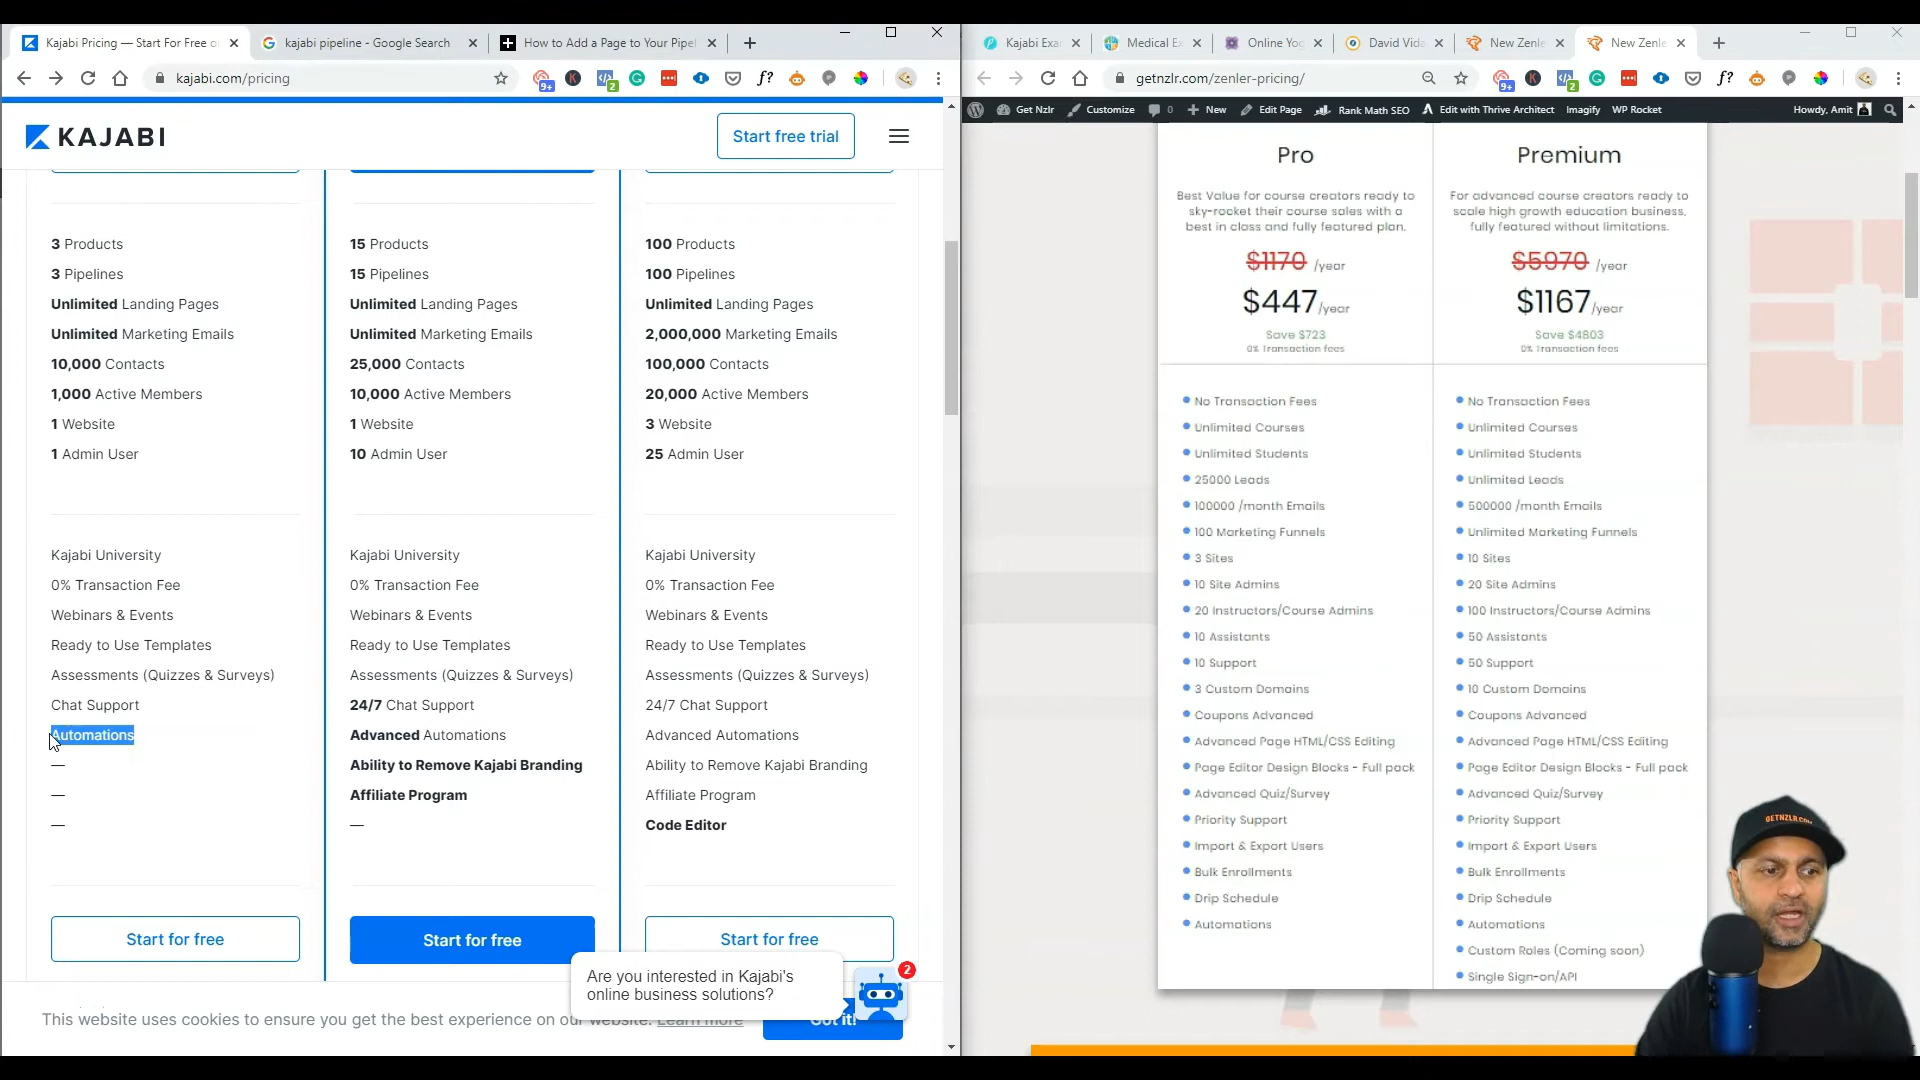 Kajabi Pricing — Start For Free o
kajabi pipeline - Google Search
How to Add a Page to Your Pipel
kajabi.com/pricing
9+
2
f?
KAJABI
Start free trial
3 Products
3 Pipelines
Unlimited Landing Pages
Unlimited Marketing Emails
10,000 Contacts
1,000 Active Members
1 Website
1 Admin User
Kajabi University
0% Transaction Fee
Webinars & Events
Ready to Use Templates
Assessments (Quizzes & Surveys)
Chat Support
Automations
—
—
—
Start for free
15 Products
15 Pipelines
Unlimited Landing Pages
Unlimited Marketing Emails
25,000 Contacts
10,000 Active Members
1 Website
10 Admin User
Kajabi University
0% Transaction Fee
Webinars & Events
Ready to Use Templates
Assessments (Quizzes & Surveys)
24/7 Chat Support
Advanced Automations
Ability to Remove Kajabi Branding
Affiliate Program
—
Start for free
100 Products
100 Pipelines
Unlimited Landing Pages
2,000,000 Marketing Emails
100,000 Contacts
20,000 Active Members
3 Website
25 Admin User
Kajabi University
0% Transaction Fee
Webinars & Events
Ready to Use Templates
Assessments (Quizzes & Surveys)
24/7 Chat Support
Advanced Automations
Ability to Remove Kajabi Branding
Affiliate Program
Code Editor
Start for free
Are you interested in Kajabi's
online business solutions?
2
This website uses cookies to ensure you get the best experience on our website. Learn more
Got it!
Kajabi Exa
Medical E
Online Yog
David Vida
New Zenle
New Zenle
getnzlr.com/zenler-pricing/
9+
2
f?
Get Nzlr
Customize
0
New
Edit Page
Rank Math SEO
Edit with Thrive Architect
Imagify
WP Rocket
Howdy, Amit
Pro
Best Value for course creators ready to
sky-rocket their course sales with a
best in class and fully featured plan.
$1170 /year
$447/year
Save $723
0% Transaction fees
No Transaction Fees
Unlimited Courses
Unlimited Students
25000 Leads
100000 /month Emails
100 Marketing Funnels
3 Sites
10 Site Admins
20 Instructors/Course Admins
10 Assistants
10 Support
3 Custom Domains
Coupons Advanced
Advanced Page HTML/CSS Editing
Page Editor Design Blocks - Full pack
Advanced Quiz/Survey
Priority Support
Import & Export Users
Bulk Enrollments
Drip Schedule
Automations
Premium
For advanced course creators ready to
scale high growth education business,
fully featured without limitations.
$5970 /year
$1167/year
Save $4803
0% Transaction fees
No Transaction Fees
Unlimited Courses
Unlimited Students
Unlimited Leads
500000 /month Emails
Unlimited Marketing Funnels
10 Sites
20 Site Admins
100 Instructors/Course Admins
50 Assistants
50 Support
10 Custom Domains
Coupons Advanced
Advanced Page HTML/CSS Editing
Page Editor Design Blocks - Full pack
Advanced Quiz/Survey
Priority Support
Import & Export Users
Bulk Enrollments
Drip Schedule
Automations
Custom Roles (Coming soon)
Single Sign-on/API
GETNZLR.COM